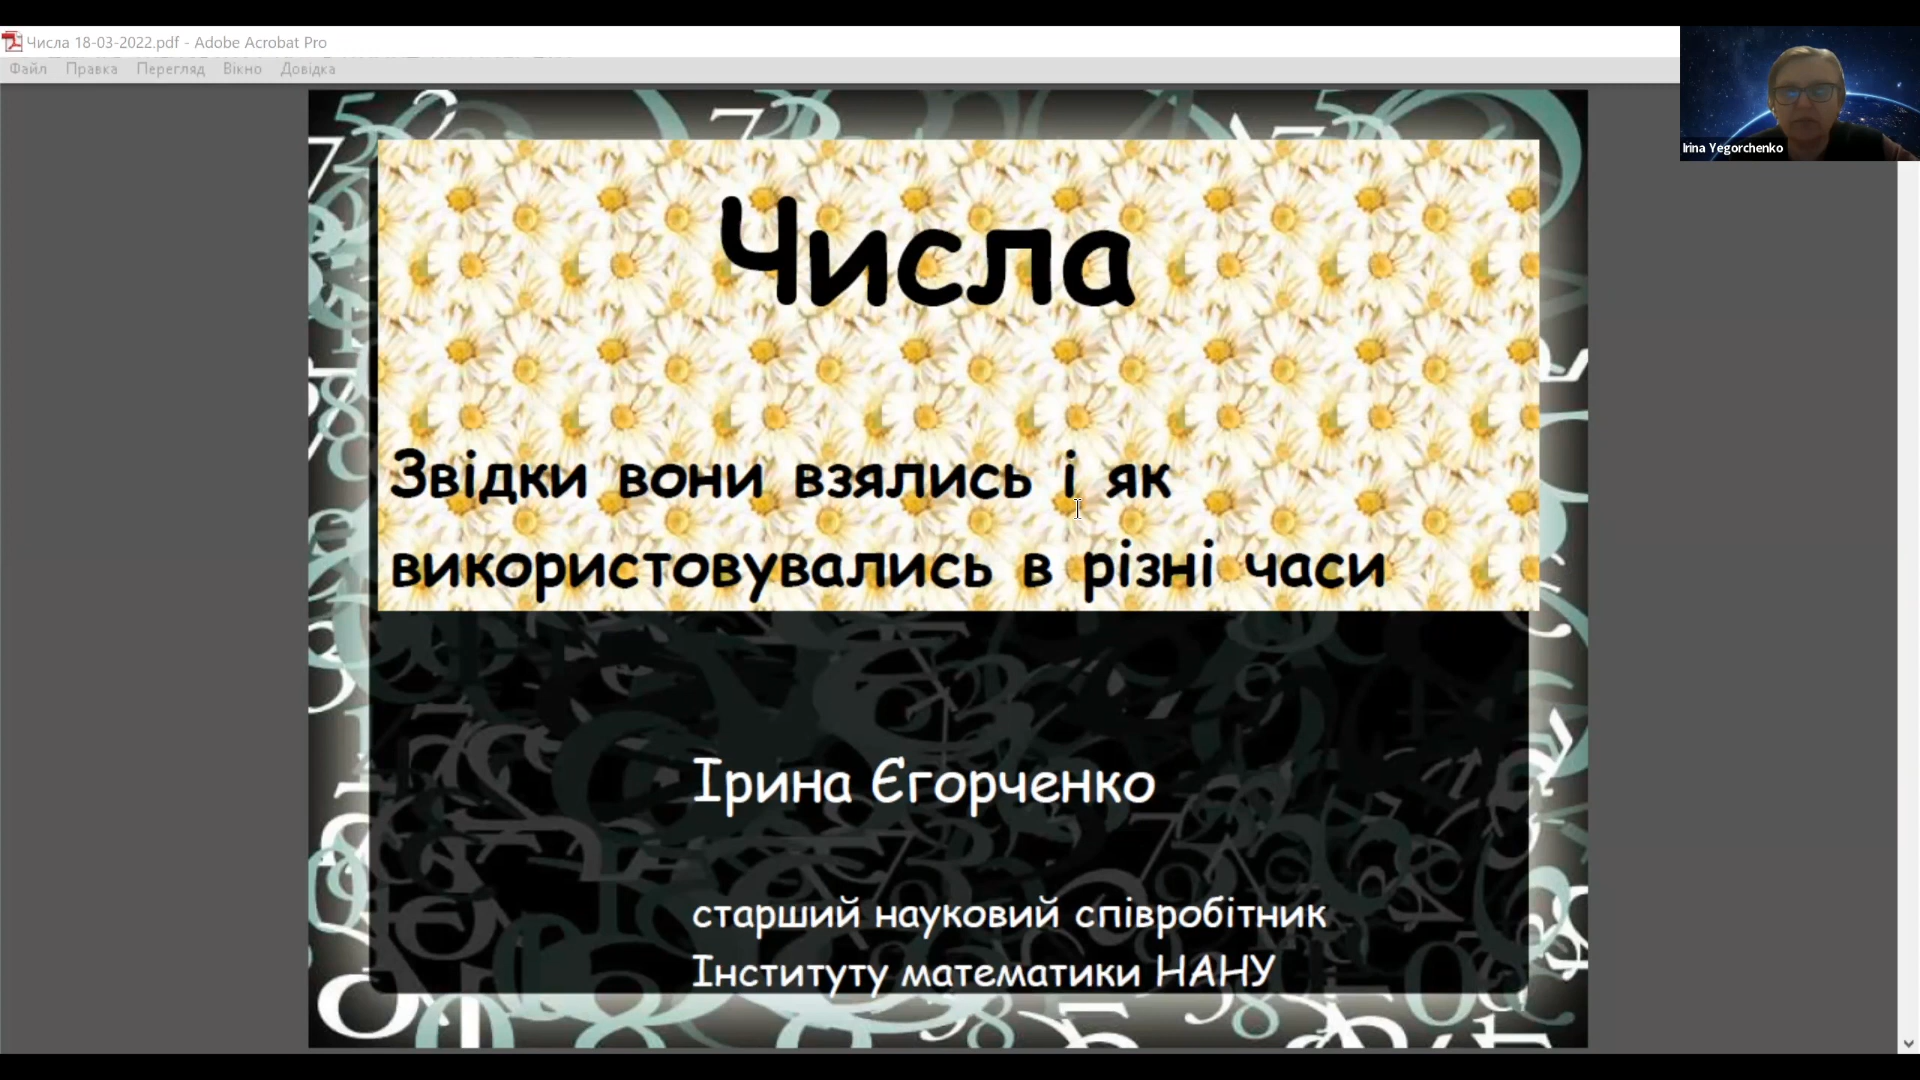 Числа 18-03-2022.pdf - Adobe Acrobat Pro
Файл Правка Перегляд Вікно Довідка
Irina Yegorchenko
Числа
Звідки вони взялись і як
використовувались в різні часи
Ірина Єгорченко
старший науковий співробітник
Інституту математики НАНУ